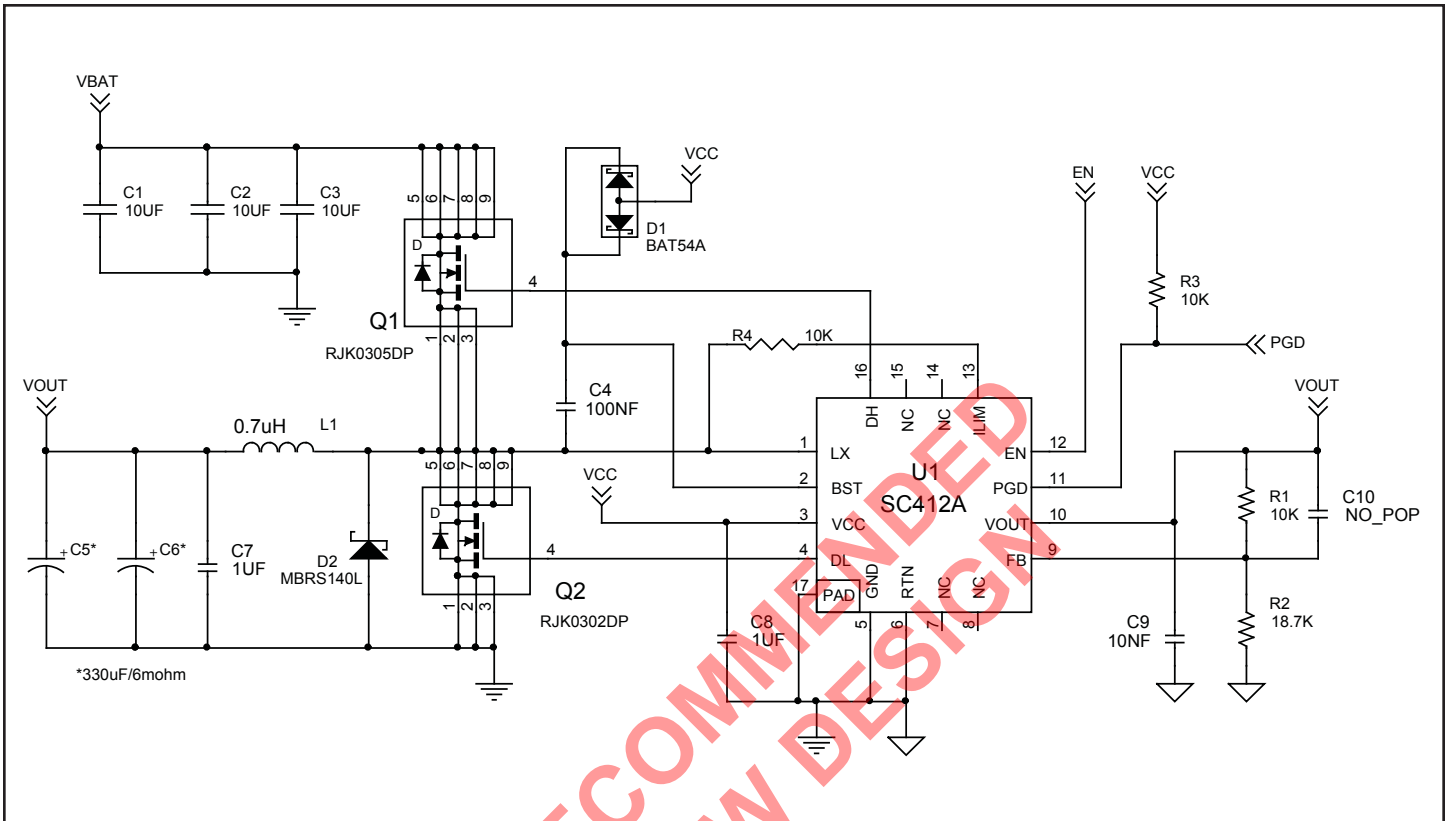 VBAT
C1
10UF
C2
10UF
C3
10UF
5
6
7
8
9
D
Q1
RJK0305DP
1
2
3
4
VCC
D1
BAT54A
EN
VCC
R3
10K
PGD
R4
10K
C4
100NF
16
15
14
13
DH
NC
NC
ILIM
VOUT
0.7uH
L1
5
6
7
8
9
D
Q2
RJK0302DP
1
2
3
4
+C5*
+C6*
C7
1UF
D2
MBRS140L
*330uF/6mohm
VCC
1
LX
2
BST
3
VCC
4
DL
17
PAD
U1
SC412A
EN
12
PGD
11
VOUT
10
FB
9
GND
RTN
NC
NC
5
6
7
8
C8
1UF
VOUT
R1
10K
C10
NO_POP
C9
10NF
R2
18.7K
ECOMMENDED
W DESIGN